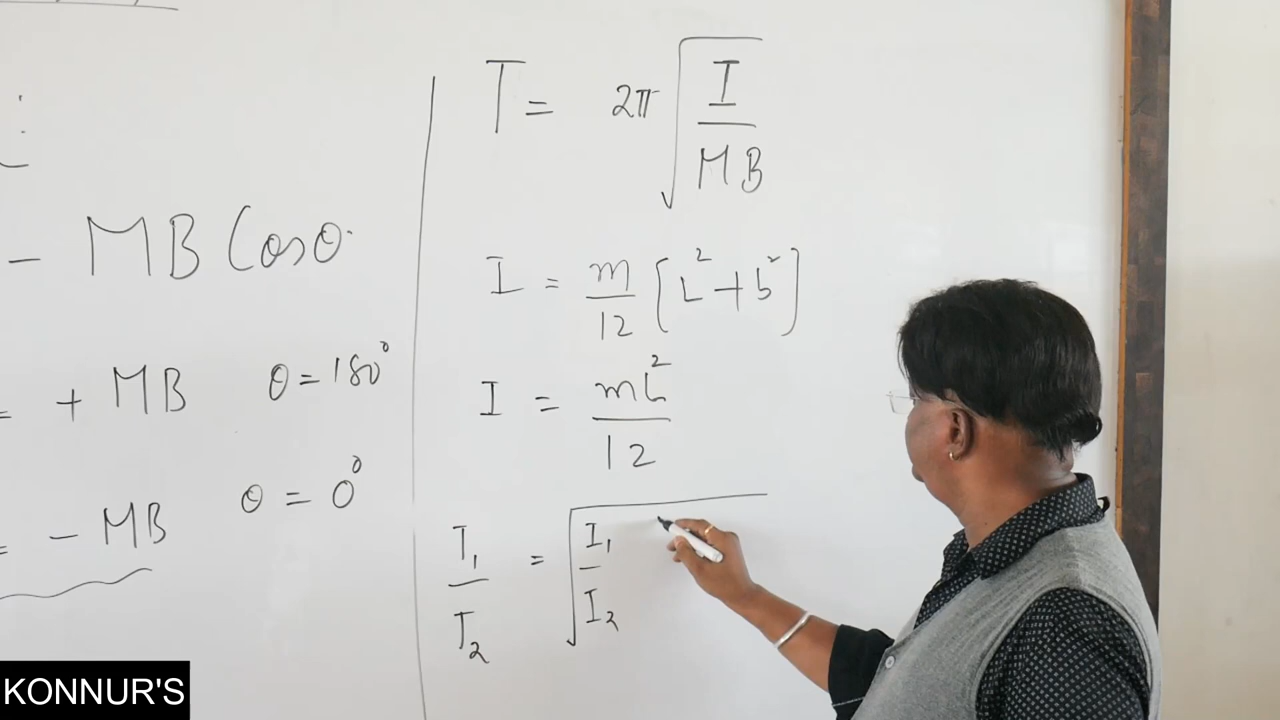 - MB Cosθ
= + MB θ = 180°
= - MB θ = 0°
T = 2π √(I / MB)
I = m/12 [L² + b²]
I = mL²/12
T₁/T₂ = √(I₁/I₂)
KONNUR'S